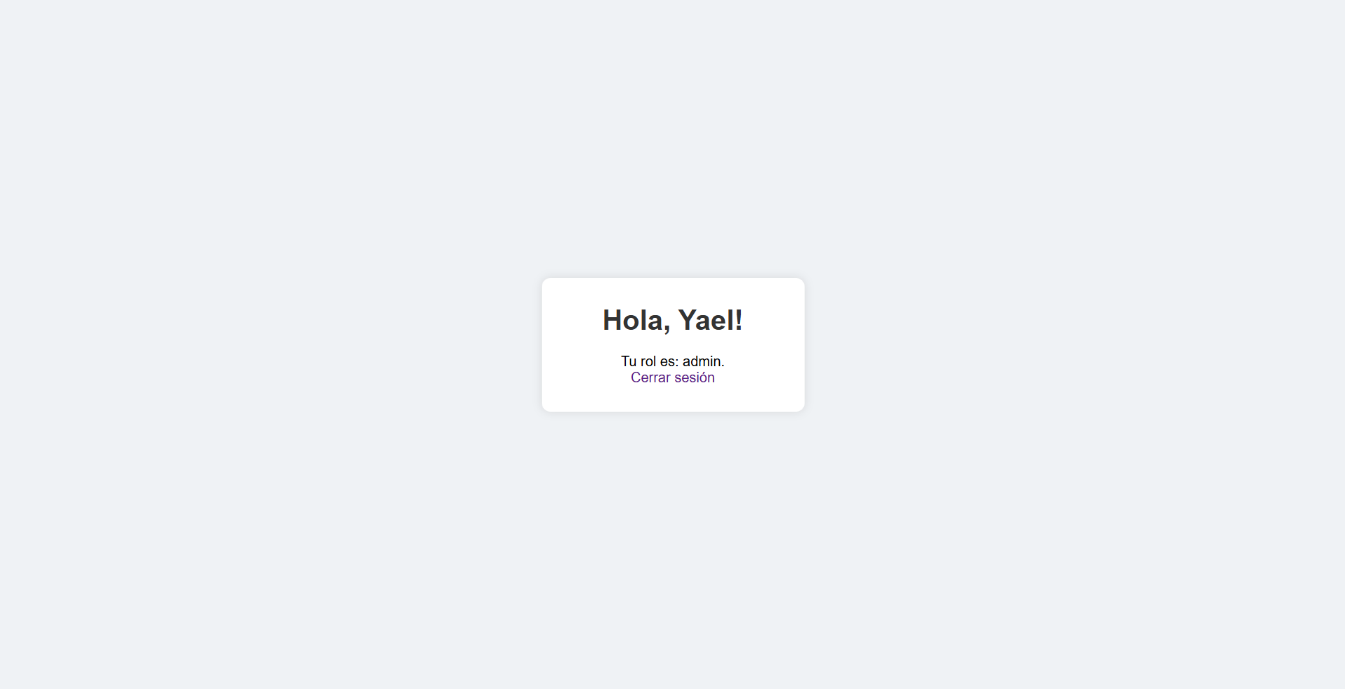 Hola, Yael!
Tu rol es: admin.
Cerrar sesión